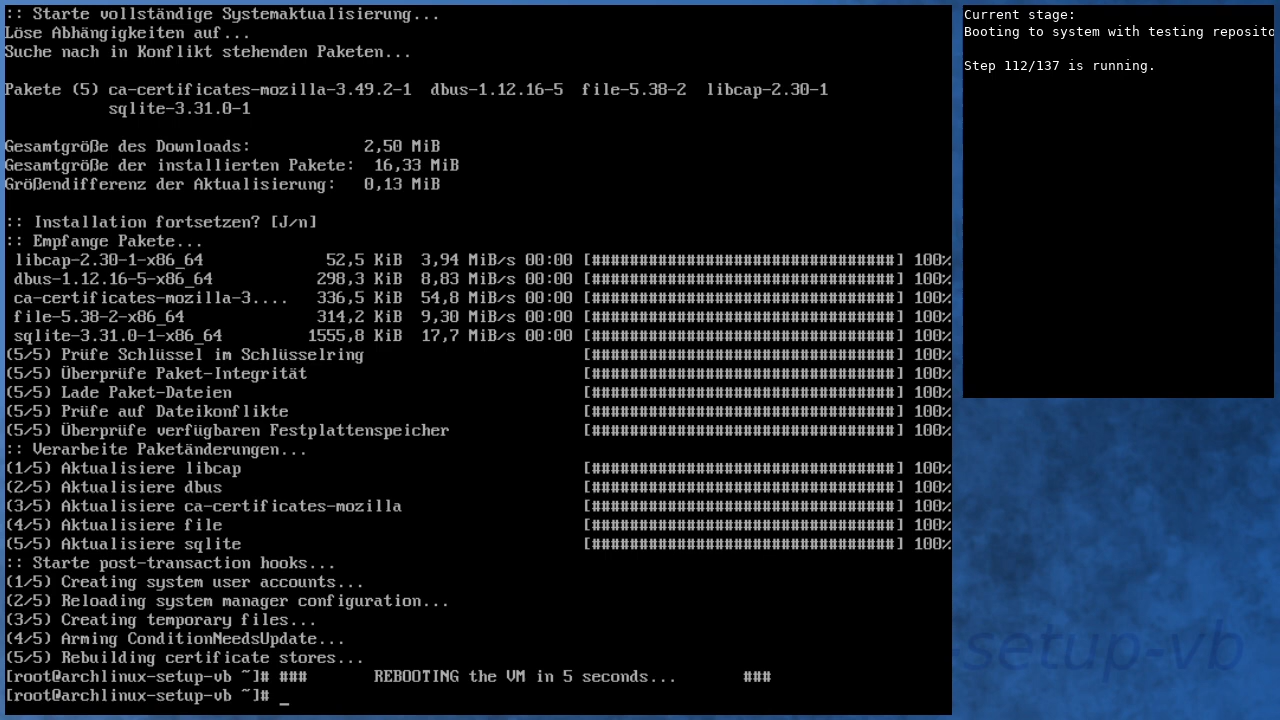 :: Starte vollständige Systemaktualisierung...
Löse Abhängigkeiten auf...
Suche nach in Konflikt stehenden Paketen...
Pakete (5) ca-certificates-mozilla-3.49.2-1  dbus-1.12.16-5  file-5.38-2  libcap-2.30-1
           sqlite-3.31.0-1
Gesamtgröße des Downloads:            2,50 MiB
Gesamtgröße der installierten Pakete:  16,33 MiB
Größendifferenz der Aktualisierung:   0,13 MiB
:: Installation fortsetzen? [J/n]
:: Empfange Pakete...
 libcap-2.30-1-x86_64             52,5 KiB  3,94 MiB/s 00:00 [################################] 100%
 dbus-1.12.16-5-x86_64           298,3 KiB  8,83 MiB/s 00:00 [################################] 100%
 ca-certificates-mozilla-3....   336,5 KiB  54,8 MiB/s 00:00 [################################] 100%
 file-5.38-2-x86_64              314,2 KiB  9,30 MiB/s 00:00 [################################] 100%
 sqlite-3.31.0-1-x86_64         1555,8 KiB  17,7 MiB/s 00:00 [################################] 100%
(5/5) Prüfe Schlüssel im Schlüsselring                       [################################] 100%
(5/5) Überprüfe Paket-Integrität                             [################################] 100%
(5/5) Lade Paket-Dateien                                     [################################] 100%
(5/5) Prüfe auf Dateikonflikte                               [################################] 100%
(5/5) Überprüfe verfügbaren Festplattenspeicher              [################################] 100%
:: Verarbeite Paketänderungen...
(1/5) Aktualisiere libcap                                    [################################] 100%
(2/5) Aktualisiere dbus                                      [################################] 100%
(3/5) Aktualisiere ca-certificates-mozilla                   [################################] 100%
(4/5) Aktualisiere file                                      [################################] 100%
(5/5) Aktualisiere sqlite                                    [################################] 100%
:: Starte post-transaction hooks...
(1/5) Creating system user accounts...
(2/5) Reloading system manager configuration...
(3/5) Creating temporary files...
(4/5) Arming ConditionNeedsUpdate...
(5/5) Rebuilding certificate stores...
[root@archlinux-setup-vb ~]# ###       REBOOTING the VM in 5 seconds...       ###
[root@archlinux-setup-vb ~]# _
Current stage:
Booting to system with testing reposito
Step 112/137 is running.
-setup-vb